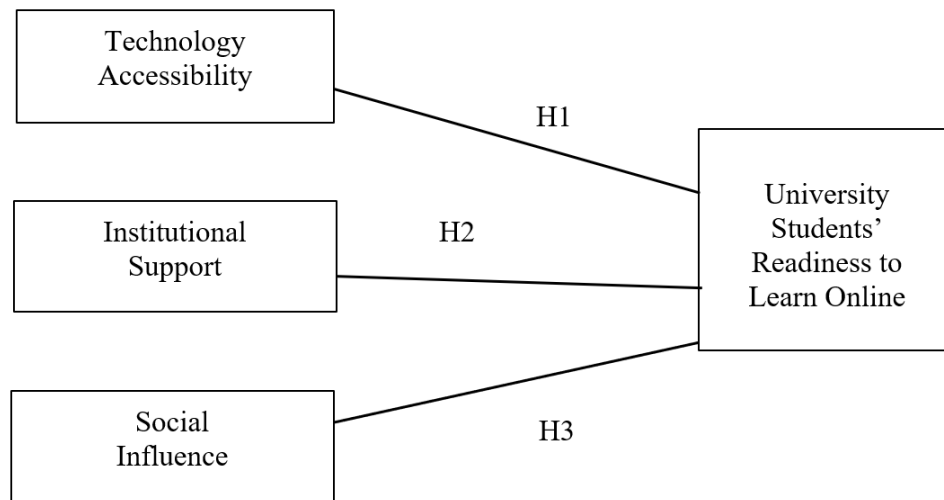 Technology
Accessibility
H1
Institutional
Support
H2
Social
Influence
H3
University
Students’
Readiness to
Learn Online